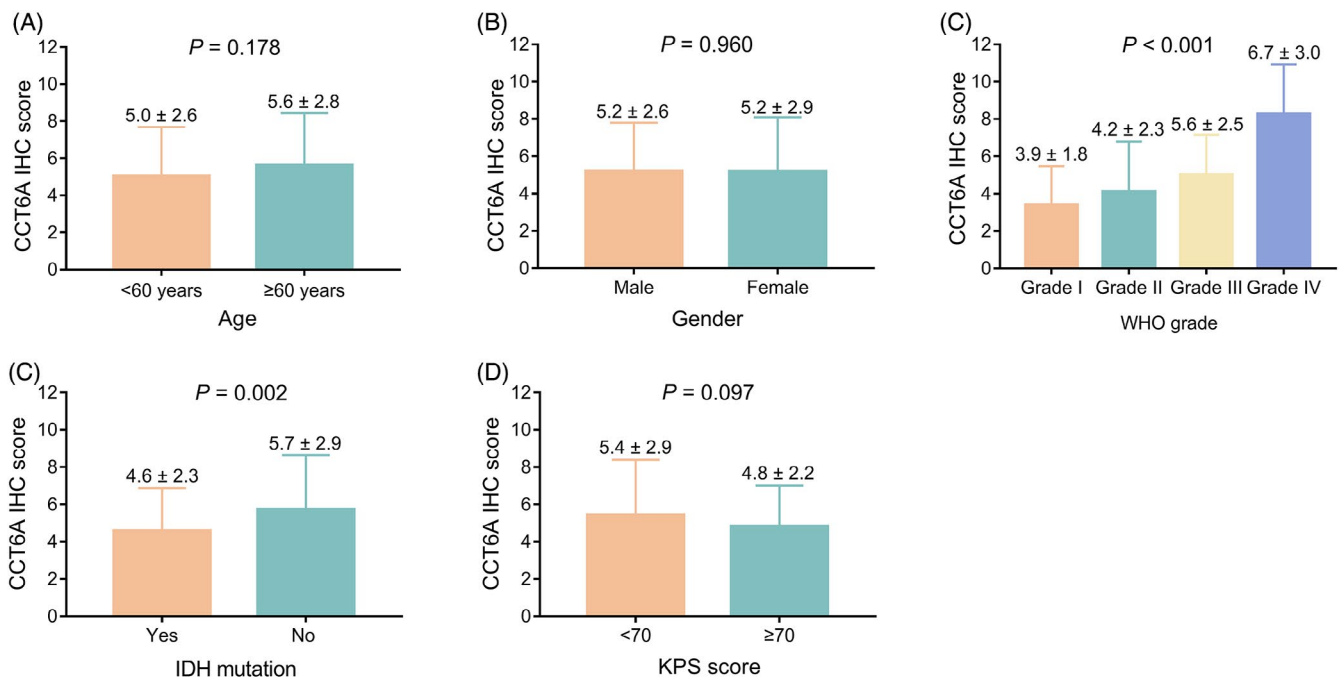 (A)
P = 0.178
CCT6A IHC score
12
10
8
6
4
2
0
5.0 ± 2.6
5.6 ± 2.8
<60 years
≥60 years
Age
(B)
P = 0.960
CCT6A IHC score
12
10
8
6
4
2
0
5.2 ± 2.6
5.2 ± 2.9
Male
Female
Gender
(C)
P < 0.001
CCT6A IHC score
12
10
8
6
4
2
0
3.9 ± 1.8
4.2 ± 2.3
5.6 ± 2.5
6.7 ± 3.0
Grade I
Grade II
Grade III
Grade IV
WHO grade
(C)
P = 0.002
CCT6A IHC score
12
10
8
6
4
2
0
4.6 ± 2.3
5.7 ± 2.9
Yes
No
IDH mutation
(D)
P = 0.097
CCT6A IHC score
12
10
8
6
4
2
0
5.4 ± 2.9
4.8 ± 2.2
<70
≥70
KPS score